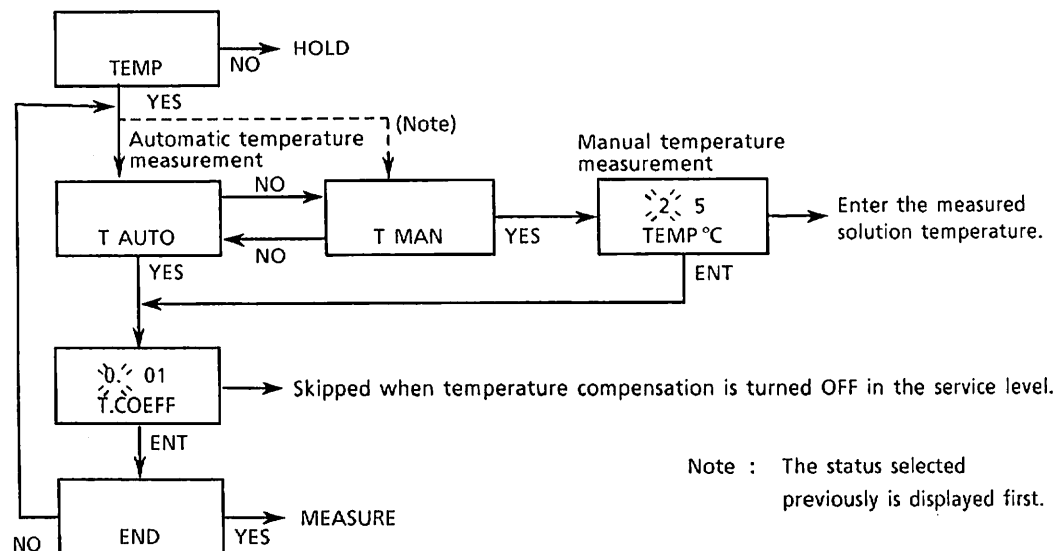 HOLD
NO
TEMP
YES
(Note)
Automatic temperature
measurement
Manual temperature
measurement
NO
2 5
T AUTO
T MAN
YES
TEMP °C
Enter the measured
solution temperature.
NO
YES
ENT
0. 01
T.COEFF
Skipped when temperature compensation is turned OFF in the service level.
ENT
Note : The status selected
previously is displayed first.
END
MEASURE
NO
YES